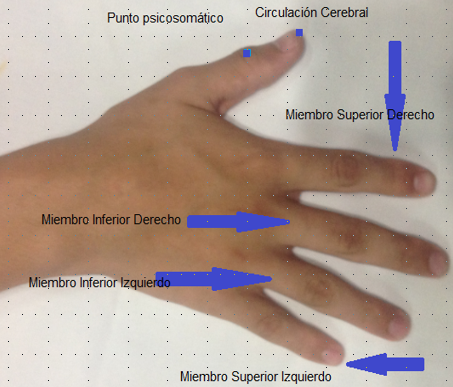 Circulación Cerebral
Punto psicosomático
Miembro Superior Derecho
Miembro Inferior Derecho
Miembro Inferior Izquierdo
Miembro Superior Izquierdo